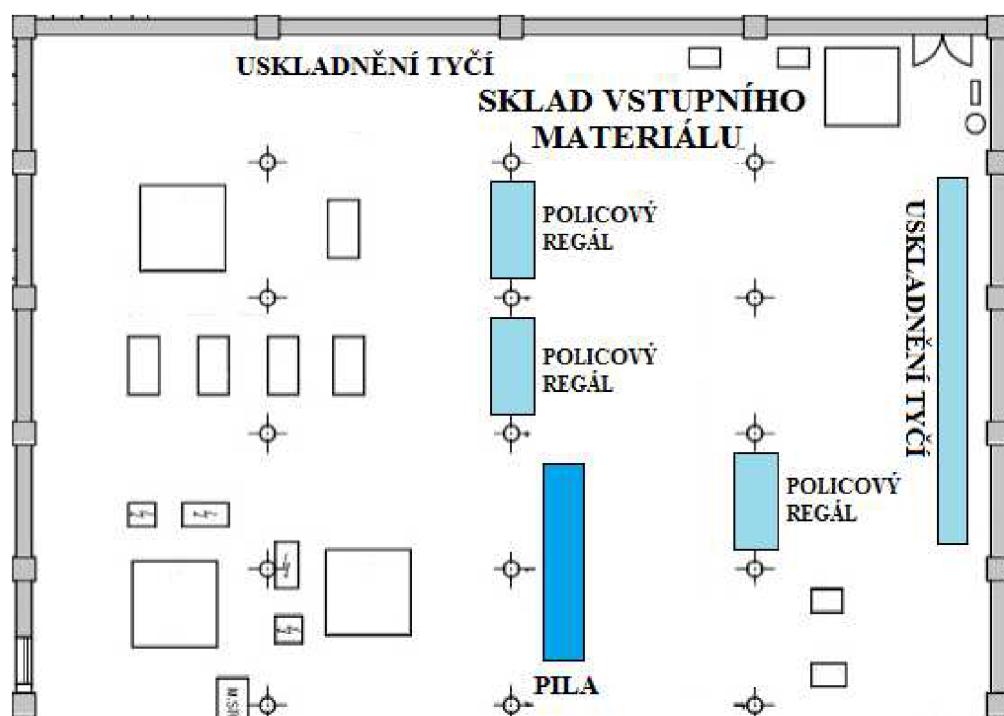 USKLADNĚNÍ TYČÍ
SKLAD VSTUPNÍHO
MATERIÁLU
POLICOVÝ
REGÁL
USKLADNĚNÍ TYČÍ
POLICOVÝ
REGÁL
POLICOVÝ
REGÁL
PILA